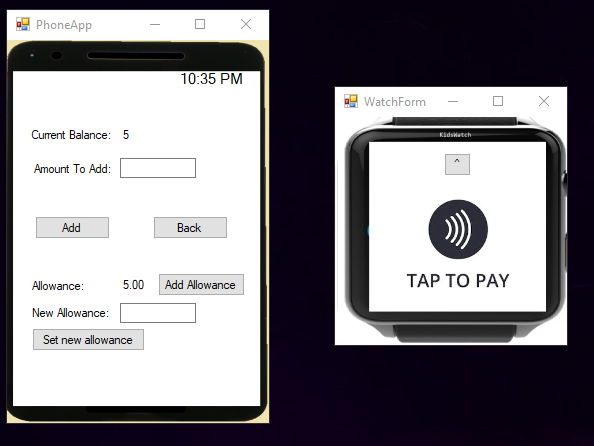 PhoneApp
10:35 PM
Current Balance: 5
Amount To Add:
Add Back
Allowance: 5.00 Add Allowance
New Allowance:
Set new allowance
WatchForm
KidsWatch
^
TAP TO PAY